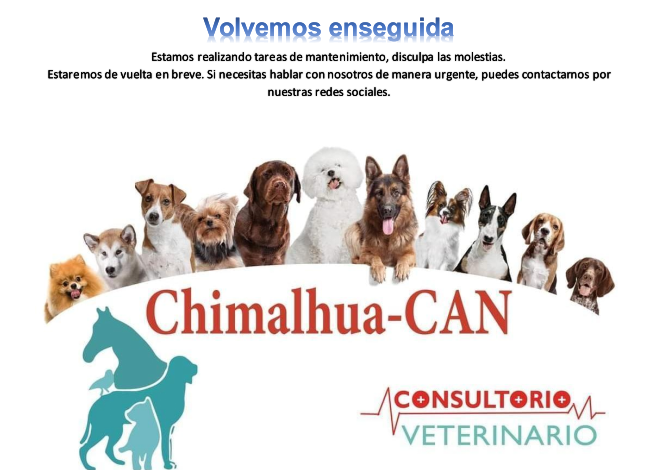 Volvemos enseguida
Estamos realizando tareas de mantenimiento, disculpa las molestias.
Estaremos de vuelta en breve. Si necesitas hablar con nosotros de manera urgente, puedes contactarnos por
nuestras redes sociales.
Chimalhua-CAN
CONSULTORIO
VETERINARIO